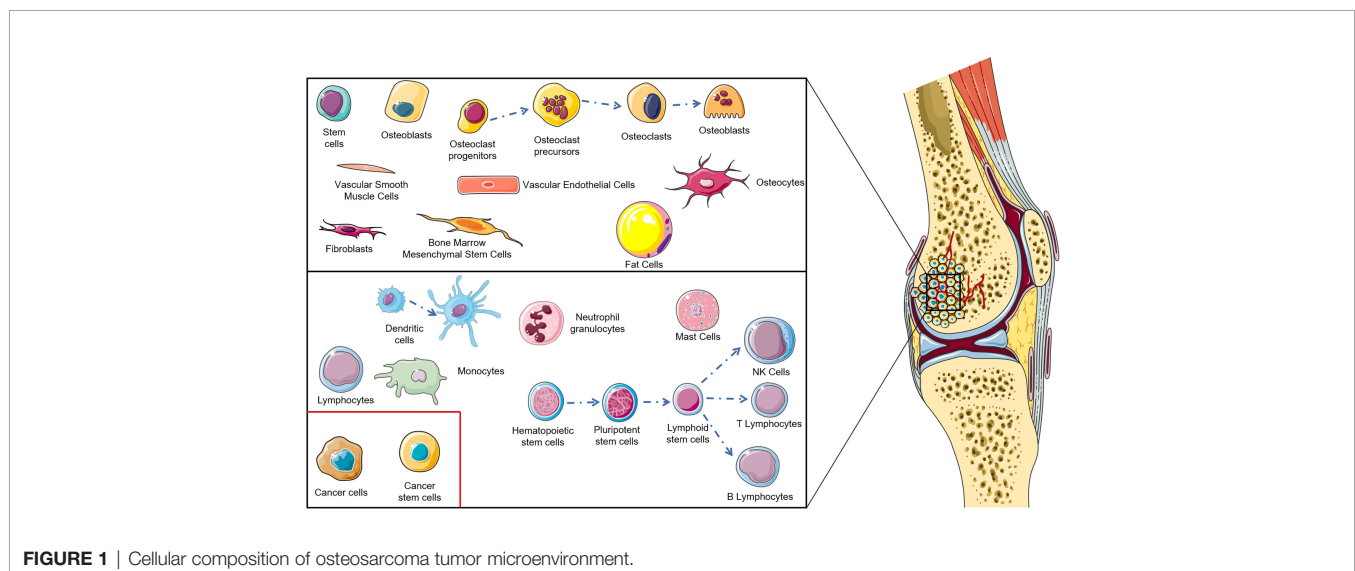 Stem
cells
Osteoblasts
Osteoclast
progenitors
Osteoclast
precursors
Osteoclasts
Osteoblasts
Vascular Smooth
Muscle Cells
Vascular Endothelial Cells
Osteocytes
Fibroblasts
Bone Marrow
Mesenchymal Stem Cells
Fat Cells
Dendritic
cells
Neutrophil
granulocytes
Mast Cells
NK Cells
Lymphocytes
Monocytes
Hematopoietic
stem cells
Pluripotent
stem cells
Lymphoid
stem cells
T Lymphocytes
B Lymphocytes
Cancer cells
Cancer
stem cells
FIGURE 1 | Cellular composition of osteosarcoma tumor microenvironment.